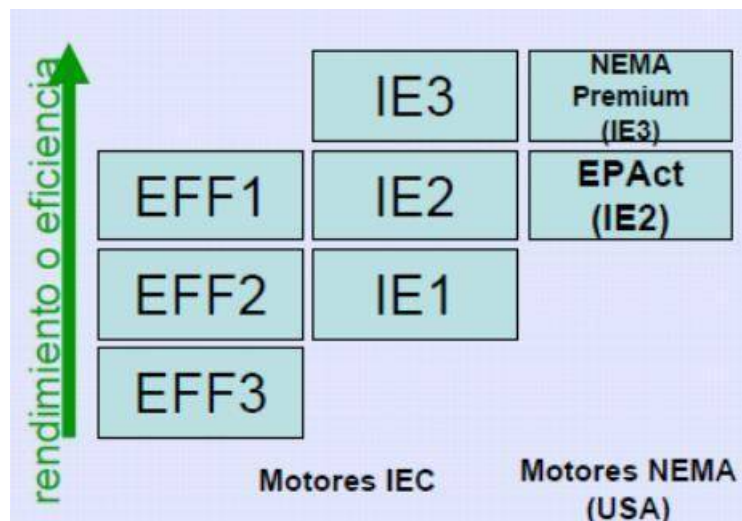 rendimiento o eficiencia
IE3
NEMA
Premium
(IE3)
EFF1
IE2
EPAct
(IE2)
EFF2
IE1
EFF3
Motores IEC
Motores NEMA
(USA)